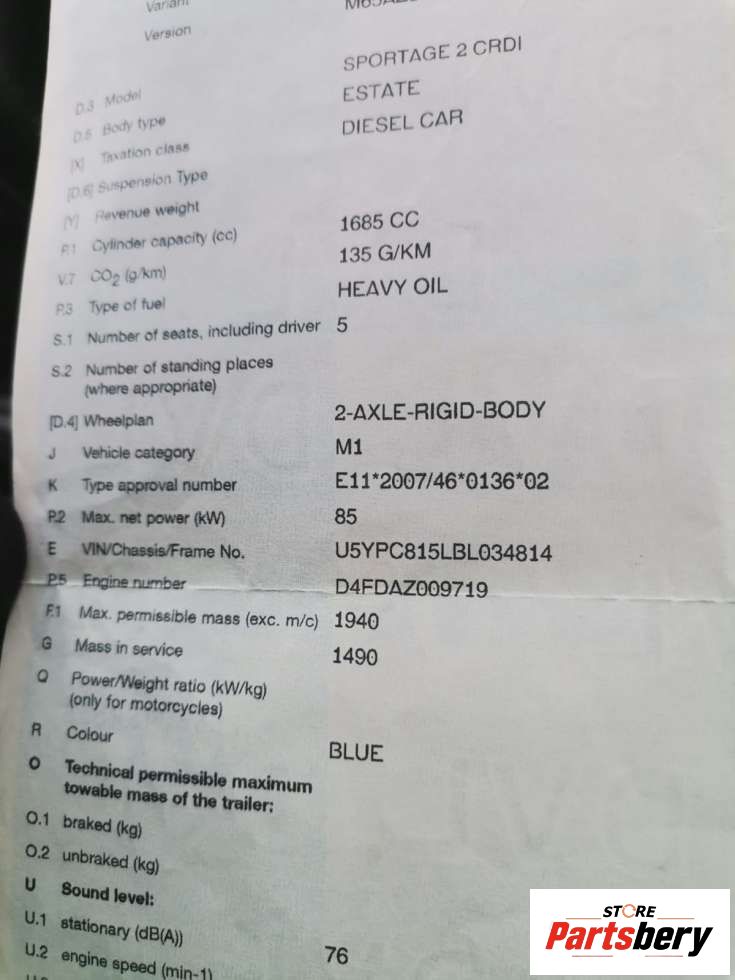 Variant
Version
D.3 Model SPORTAGE 2 CRDI
D.5 Body type ESTATE
[X] Taxation class DIESEL CAR
[D.6] Suspension Type
[Y] Revenue weight
P.1 Cylinder capacity (cc) 1685 CC
V.7 CO2 (g/km) 135 G/KM
P.3 Type of fuel HEAVY OIL
S.1 Number of seats, including driver 5
S.2 Number of standing places
(where appropriate)
[D.4] Wheelplan 2-AXLE-RIGID-BODY
J Vehicle category M1
K Type approval number E11*2007/46*0136*02
P.2 Max. net power (kW) 85
E VIN/Chassis/Frame No. U5YPC815LBL034814
P.5 Engine number D4FDAZ009719
F.1 Max. permissible mass (exc. m/c) 1940
G Mass in service 1490
Q Power/Weight ratio (kW/kg)
(only for motorcycles)
R Colour BLUE
O Technical permissible maximum
towable mass of the trailer:
O.1 braked (kg)
O.2 unbraked (kg)
U Sound level:
U.1 stationary (dB(A)) 76
U.2 engine speed (min-1)
STORE
Partsbery